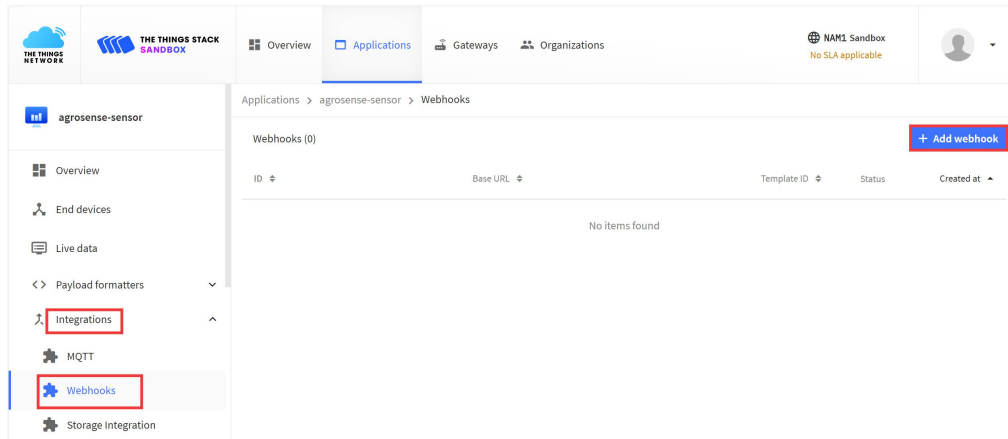 THE THINGS
NETWORK
THE THINGS STACK
SANDBOX
Overview
Applications
Gateways
Organizations
NAM1 Sandbox
No SLA applicable
agrosense-sensor
Overview
End devices
Live data
Payload formatters
Integrations
MQTT
Webhooks
Storage Integration
Applications > agrosense-sensor > Webhooks
Webhooks (0)
+ Add webhook
ID Base URL Template ID Status Created at
No items found